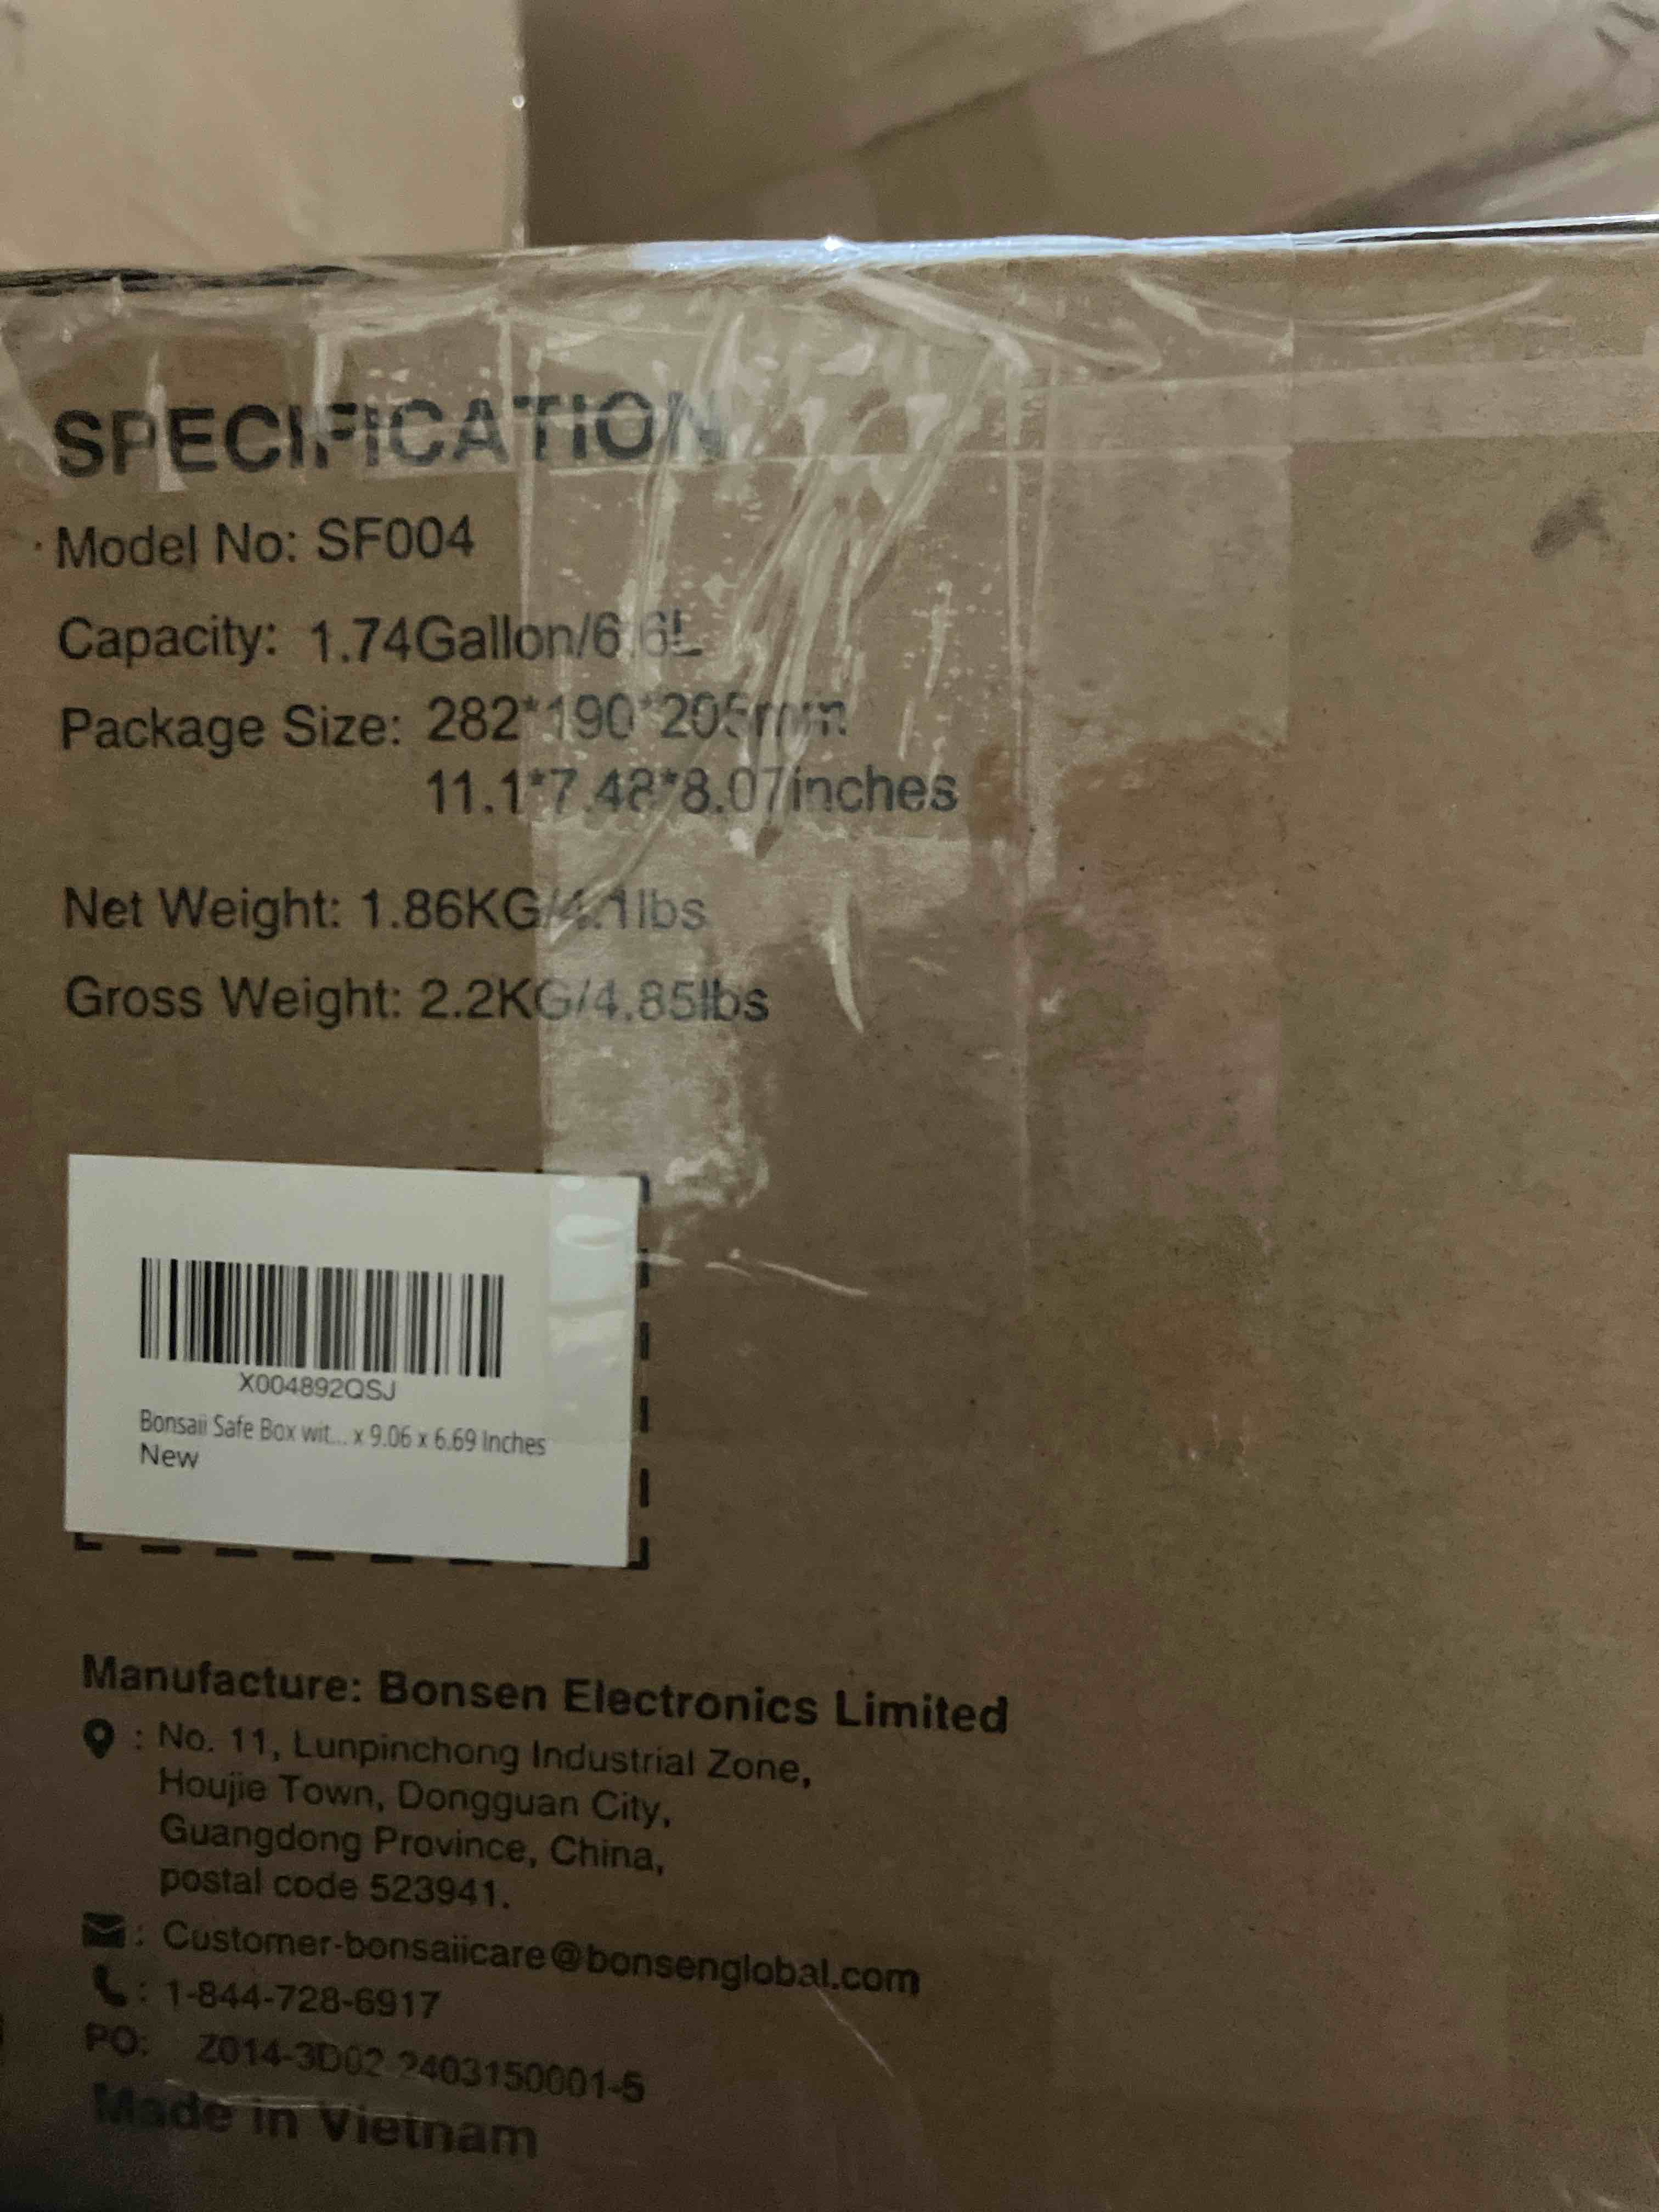 SPECIFICATION
Model No: SF004
Capacity: 1.74Gallon/6.6L
Package Size: 282*190*205mm
11.1*7.48*8.07inches
Net Weight: 1.86KG/4.1lbs
Gross Weight: 2.2KG/4.85lbs
X004892QSJ
Bonsaii Safe Box wit... x 9.06 x 6.69 Inches
New
Manufacture: Bonsen Electronics Limited
: No. 11, Lunpinchong Industrial Zone,
Houjie Town, Dongguan City,
Guangdong Province, China,
postal code 523941.
: Customer-bonsaiicare@bonsenglobal.com
: 1-844-728-6917
PO: Z014-3D02 2403150001-5
Made in Vietnam